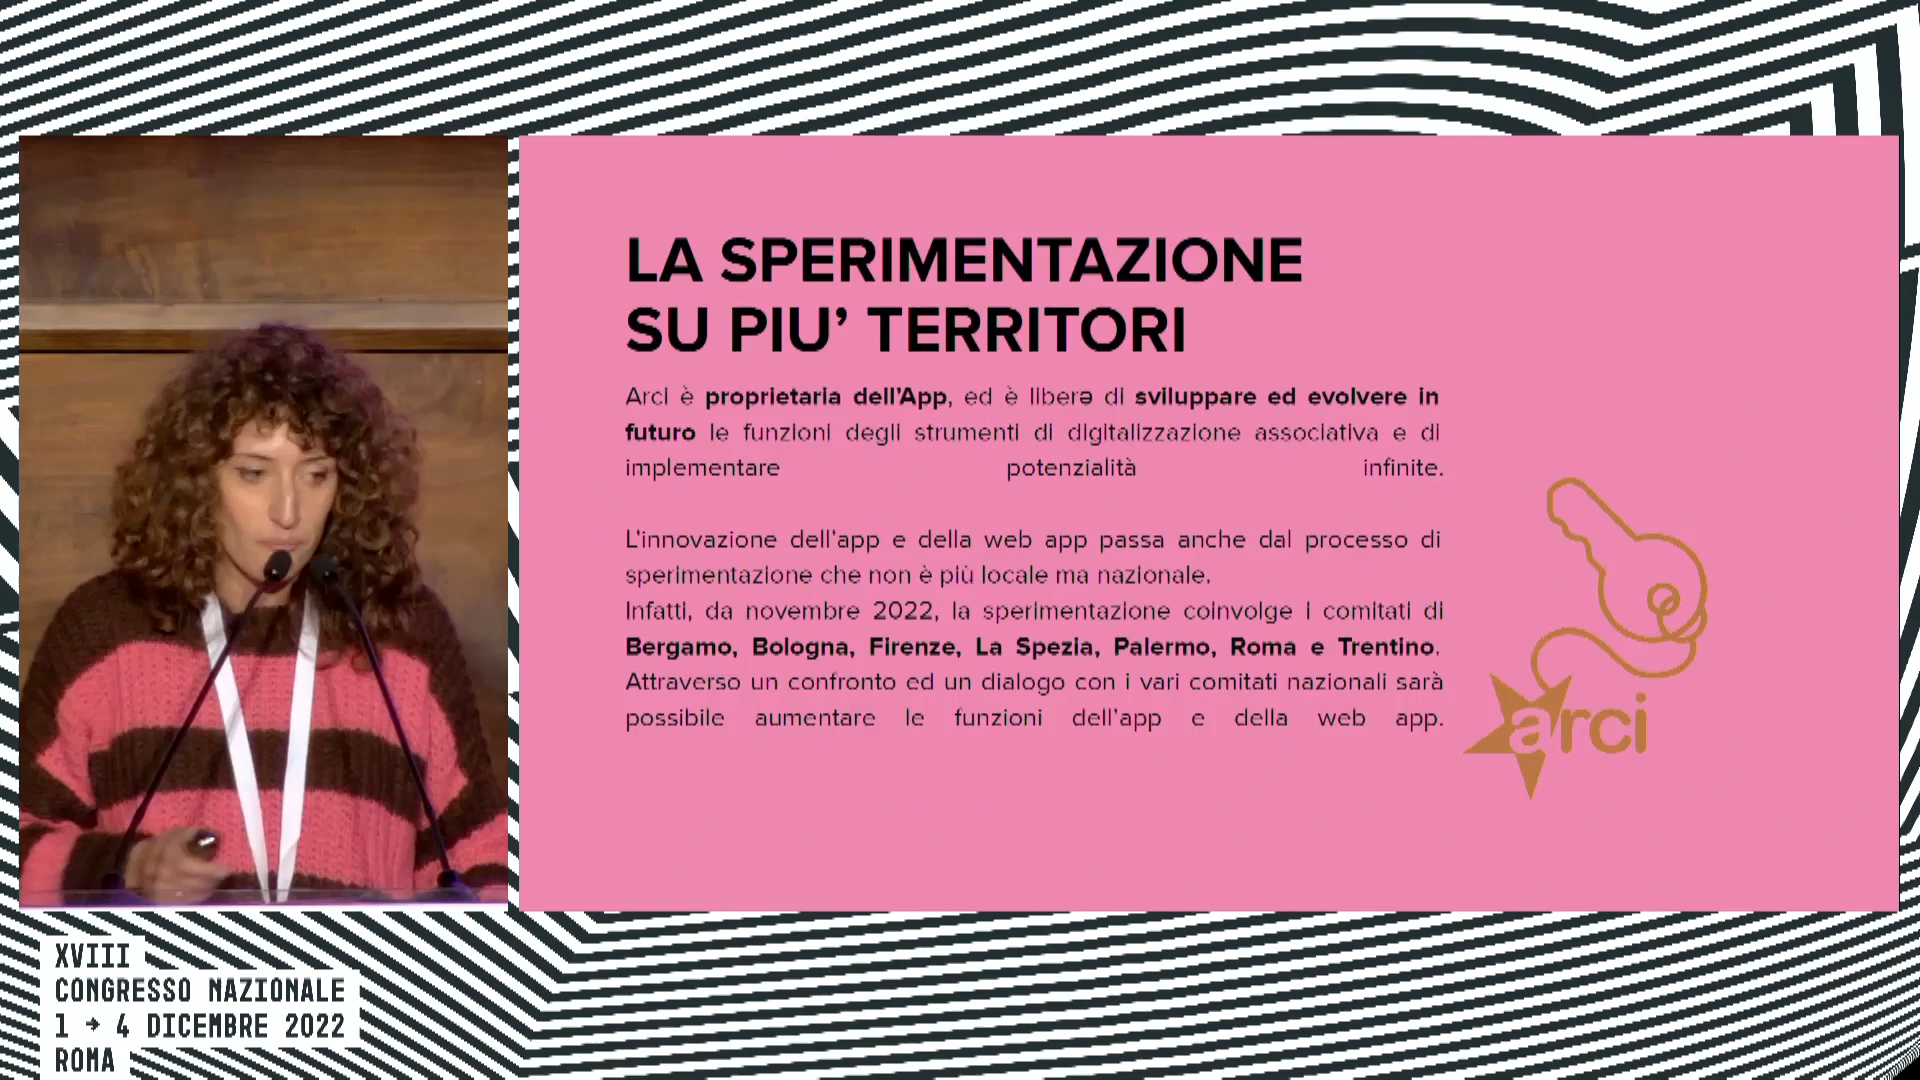 LA SPERIMENTAZIONE
SU PIU’ TERRITORI
Arci è proprietaria dell’App, ed è liberə di sviluppare ed evolvere in
futuro le funzioni degli strumenti di digitalizzazione associativa e di
implementare potenzialità infinite.
L’innovazione dell’app e della web app passa anche dal processo di
sperimentazione che non è più locale ma nazionale.
Infatti, da novembre 2022, la sperimentazione coinvolge i comitati di
Bergamo, Bologna, Firenze, La Spezia, Palermo, Roma e Trentino.
Attraverso un confronto ed un dialogo con i vari comitati nazionali sarà
possibile aumentare le funzioni dell’app e della web app.
arci
XVIII
CONGRESSO NAZIONALE
1 → 4 DICEMBRE 2022
ROMA